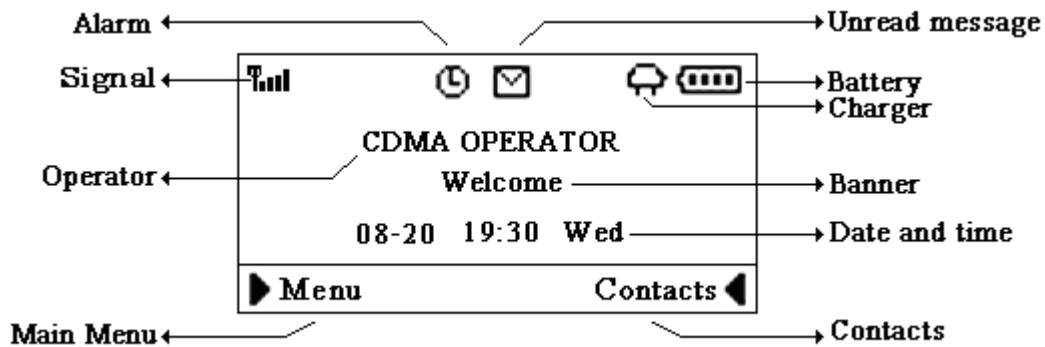 Alarm
Unread message
Signal
Battery
Charger
CDMA OPERATOR
Operator
Welcome
Banner
08-20 19:30 Wed
Date and time
Menu
Contacts
Main Menu
Contacts